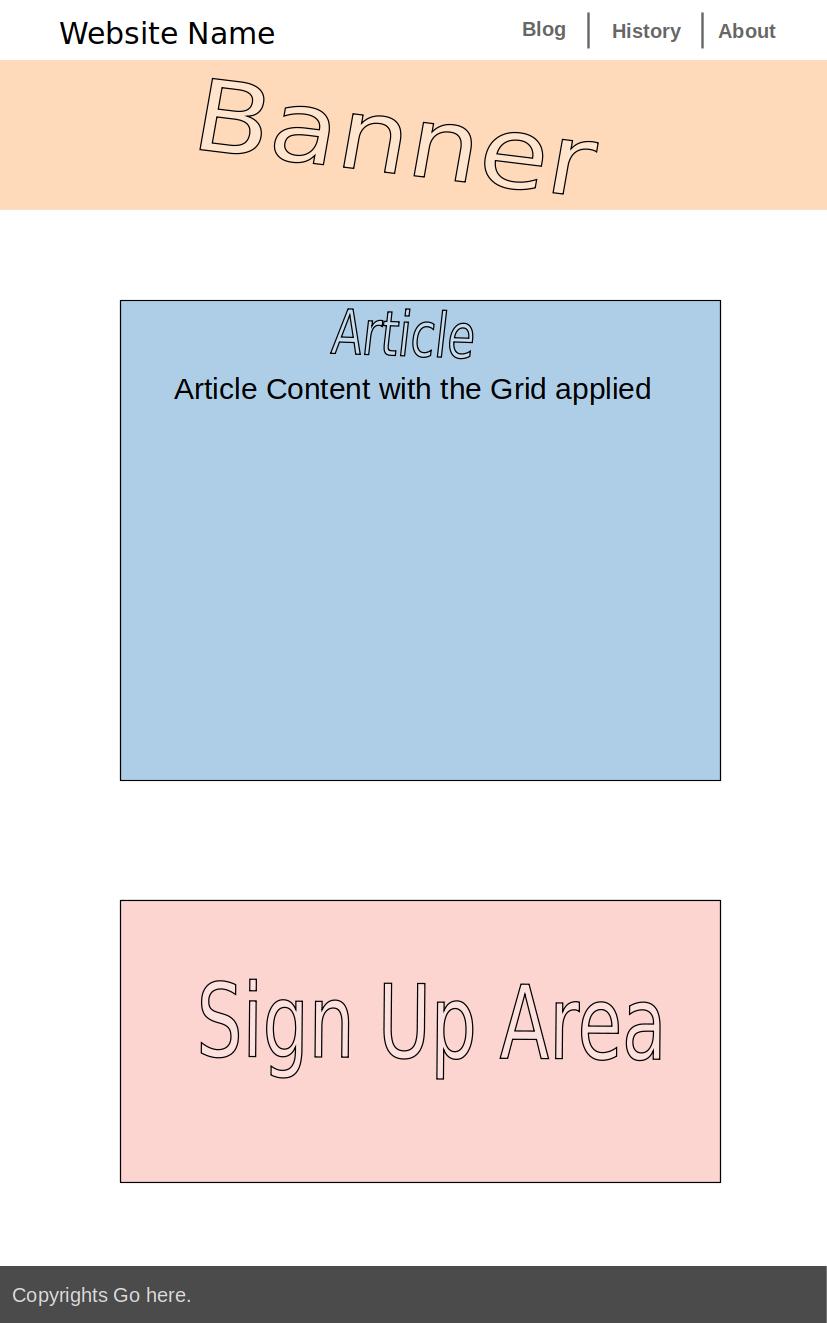 Website Name
Blog
History
About
Banner
Article
Article Content with the Grid applied
Sign Up Area
Copyrights Go here.